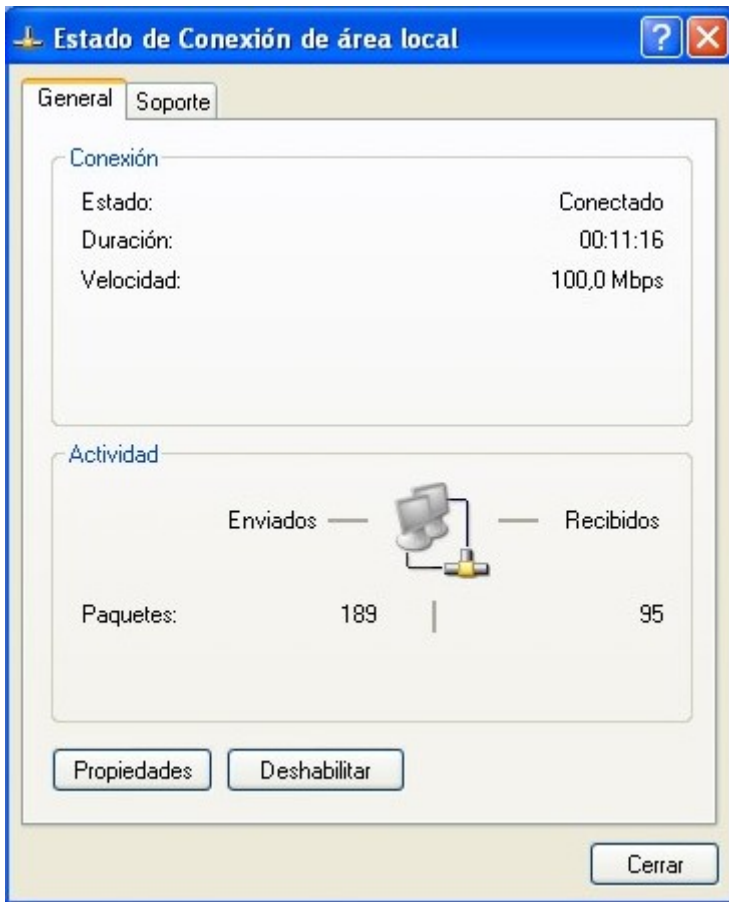 Estado de Conexión de área local
General Soporte
Conexión
Estado: Conectado
Duración: 00:11:16
Velocidad: 100,0 Mbps
Actividad
Enviados Recibidos
Paquetes: 189 95
Propiedades Deshabilitar
Cerrar